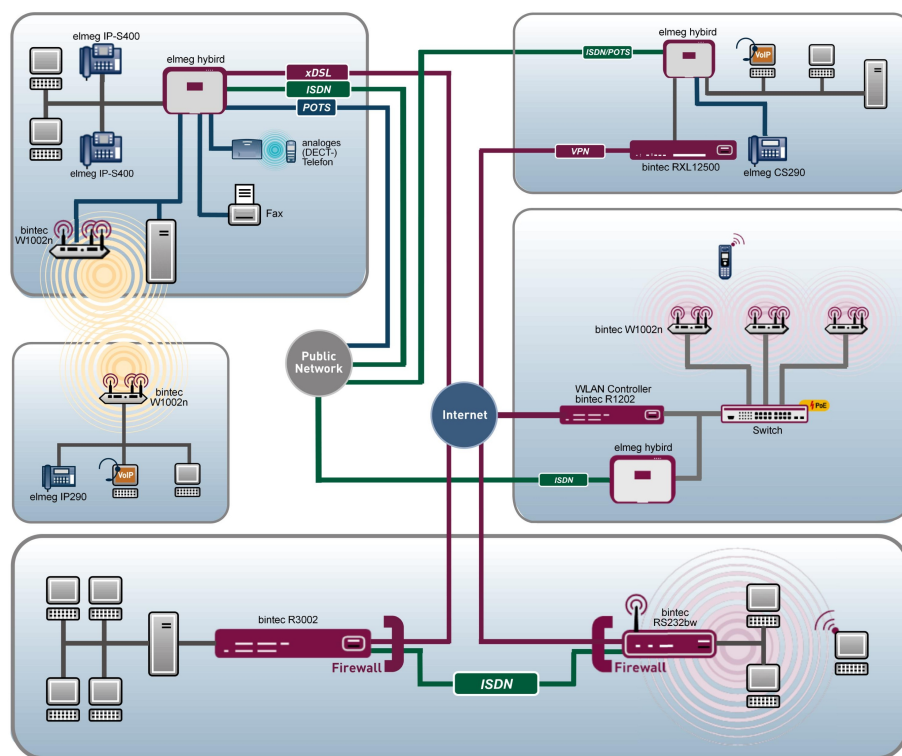 elmeg IP-S400
elmeg hybird
xDSL
ISDN
POTS
elmeg IP-S400
analoges
(DECT-)
Telefon
Fax
bintec
W1002n
ISDN/POTS
elmeg hybird
VoIP
VPN
bintec RXL12500
elmeg CS290
bintec
W1002n
elmeg IP290
VoIP
Public
Network
Internet
bintec W1002n
WLAN Controller
bintec R1202
PoE
Switch
elmeg hybird
ISDN
bintec R3002
Firewall
ISDN
bintec
RS232bw
Firewall